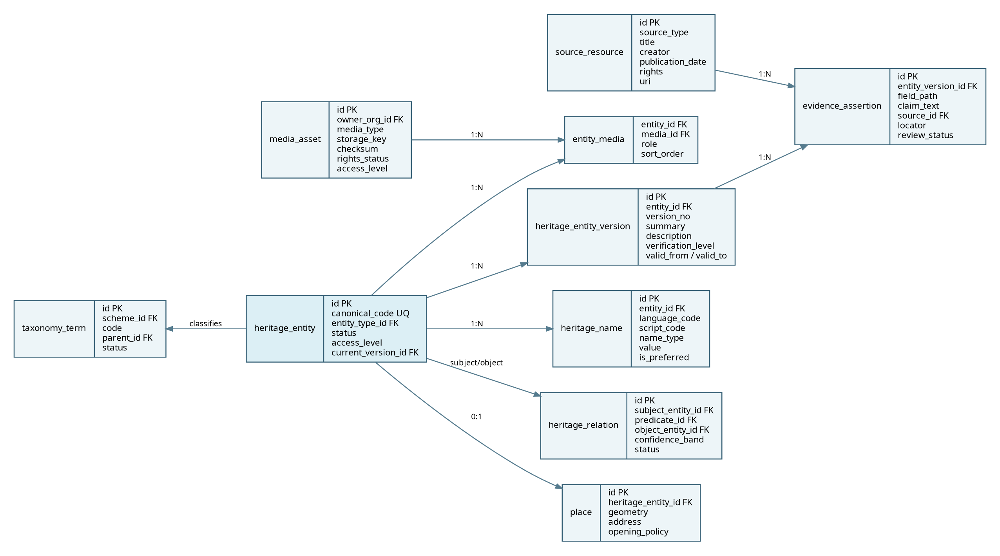 source_resource
id PK
source_type
title
creator
publication_date
rights
uri
1:N
evidence_assertion
id PK
entity_version_id FK
field_path
claim_text
source_id FK
locator
review_status
media_asset
id PK
owner_org_id FK
media_type
storage_key
checksum
rights_status
access_level
1:N
entity_media
entity_id FK
media_id FK
role
sort_order
1:N
1:N
heritage_entity_version
id PK
entity_id FK
version_no
summary
description
verification_level
valid_from / valid_to
1:N
taxonomy_term
id PK
scheme_id FK
code
parent_id FK
status
classifies
heritage_entity
id PK
canonical_code UQ
entity_type_id FK
status
access_level
current_version_id FK
1:N
heritage_name
id PK
entity_id FK
language_code
script_code
name_type
value
is_preferred
subject/object
heritage_relation
id PK
subject_entity_id FK
predicate_id FK
object_entity_id FK
confidence_band
status
0:1
place
id PK
heritage_entity_id FK
geometry
address
opening_policy